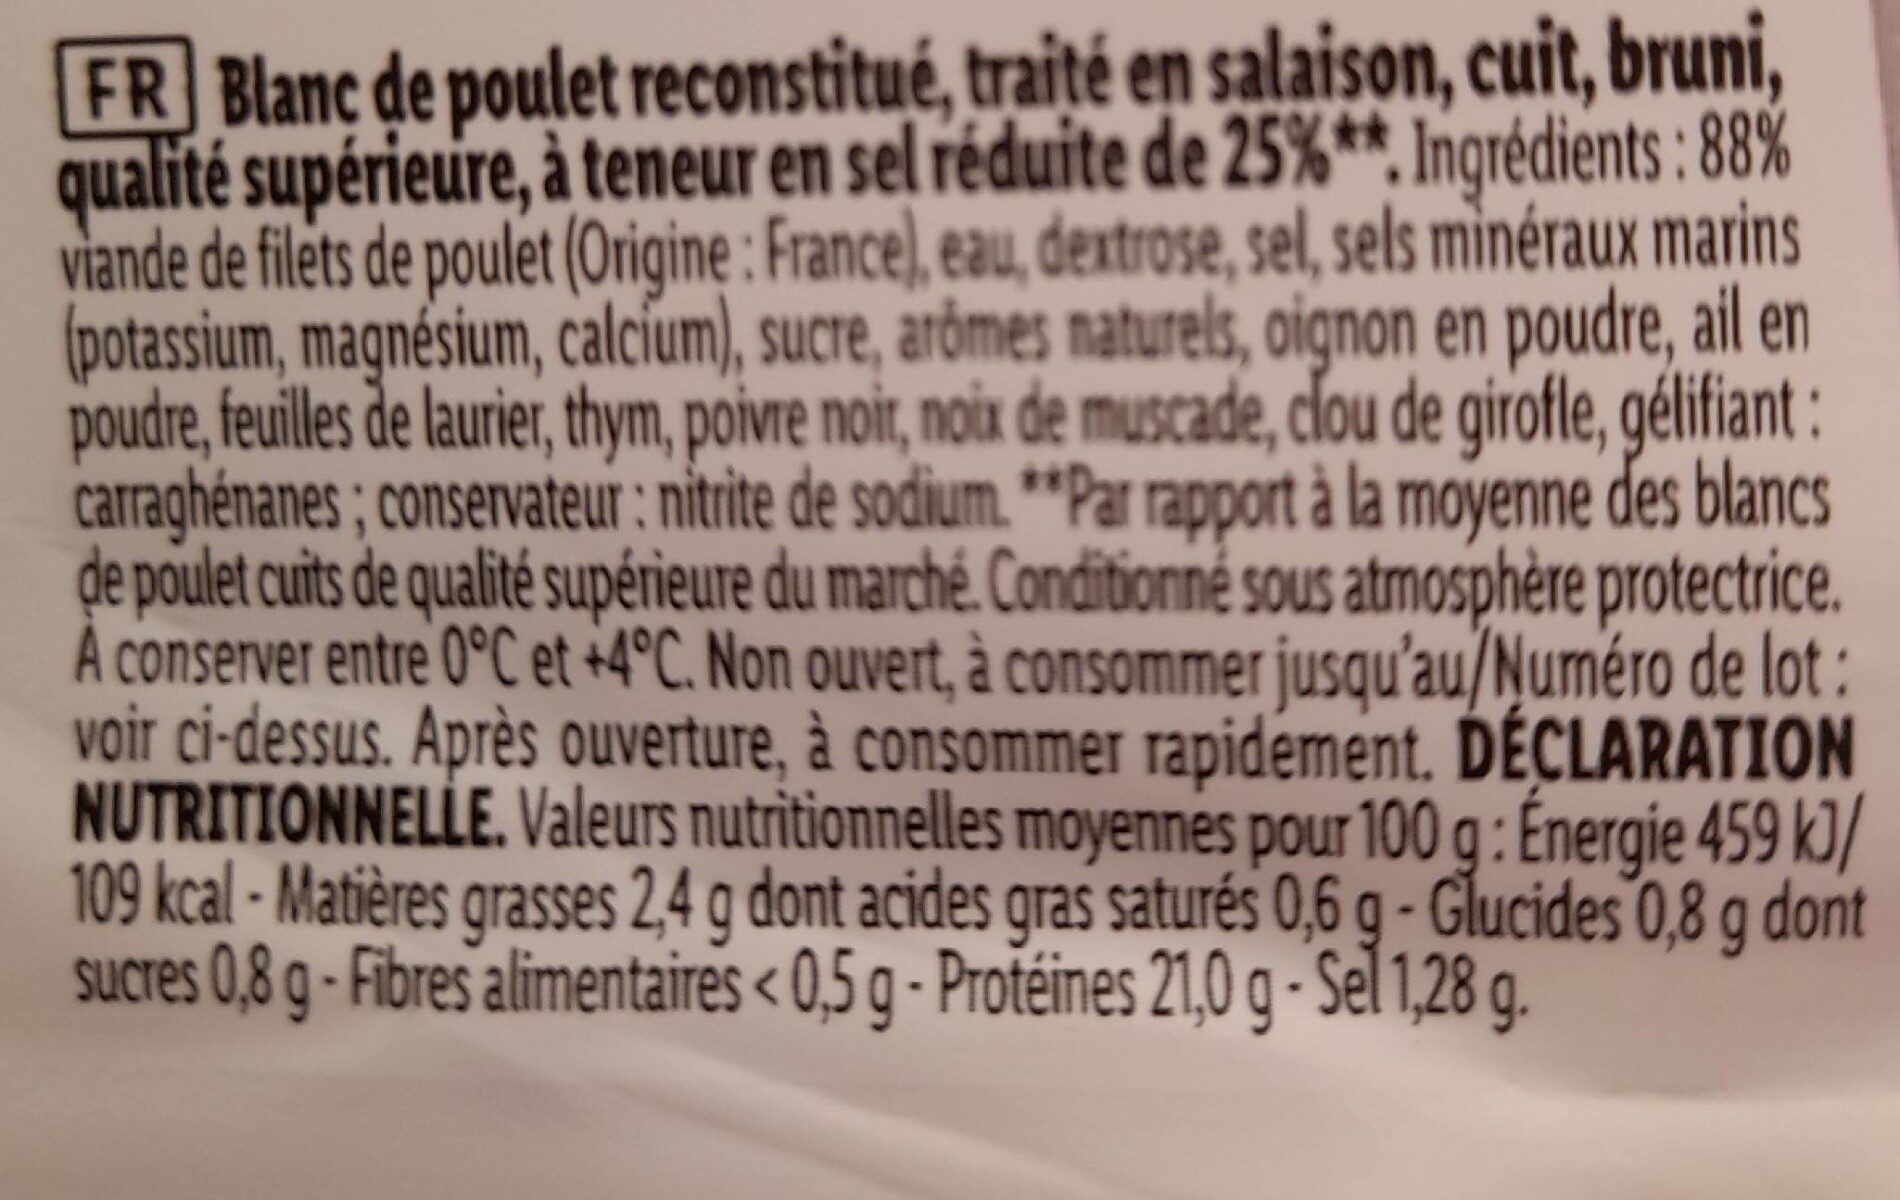 FR Blanc de poulet reconstitué, traité en salaison, cuit, bruni,
qualité supérieure, à teneur en sel réduite de 25%**. Ingrédients : 88%
viande de filets de poulet (Origine : France), eau, dextrose, sel, sels minéraux marins
(potassium, magnésium, calcium), sucre, arômes naturels, oignon en poudre, ail en
poudre, feuilles de laurier, thym, poivre noir, noix de muscade, clou de girofle, gélifiant :
carraghénanes ; conservateur : nitrite de sodium. **Par rapport à la moyenne des blancs
de poulet cuits de qualité supérieure du marché. Conditionné sous atmosphère protectrice.
À conserver entre 0°C et +4°C. Non ouvert, à consommer jusqu'au/Numéro de lot :
voir ci-dessus. Après ouverture, à consommer rapidement. DÉCLARATION
NUTRITIONNELLE. Valeurs nutritionnelles moyennes pour 100 g : Énergie 459 kJ/
109 kcal - Matières grasses 2,4 g dont acides gras saturés 0,6 g - Glucides 0,8 g dont
sucres 0,8 g - Fibres alimentaires < 0,5 g - Protéines 21,0 g - Sel 1,28 g.